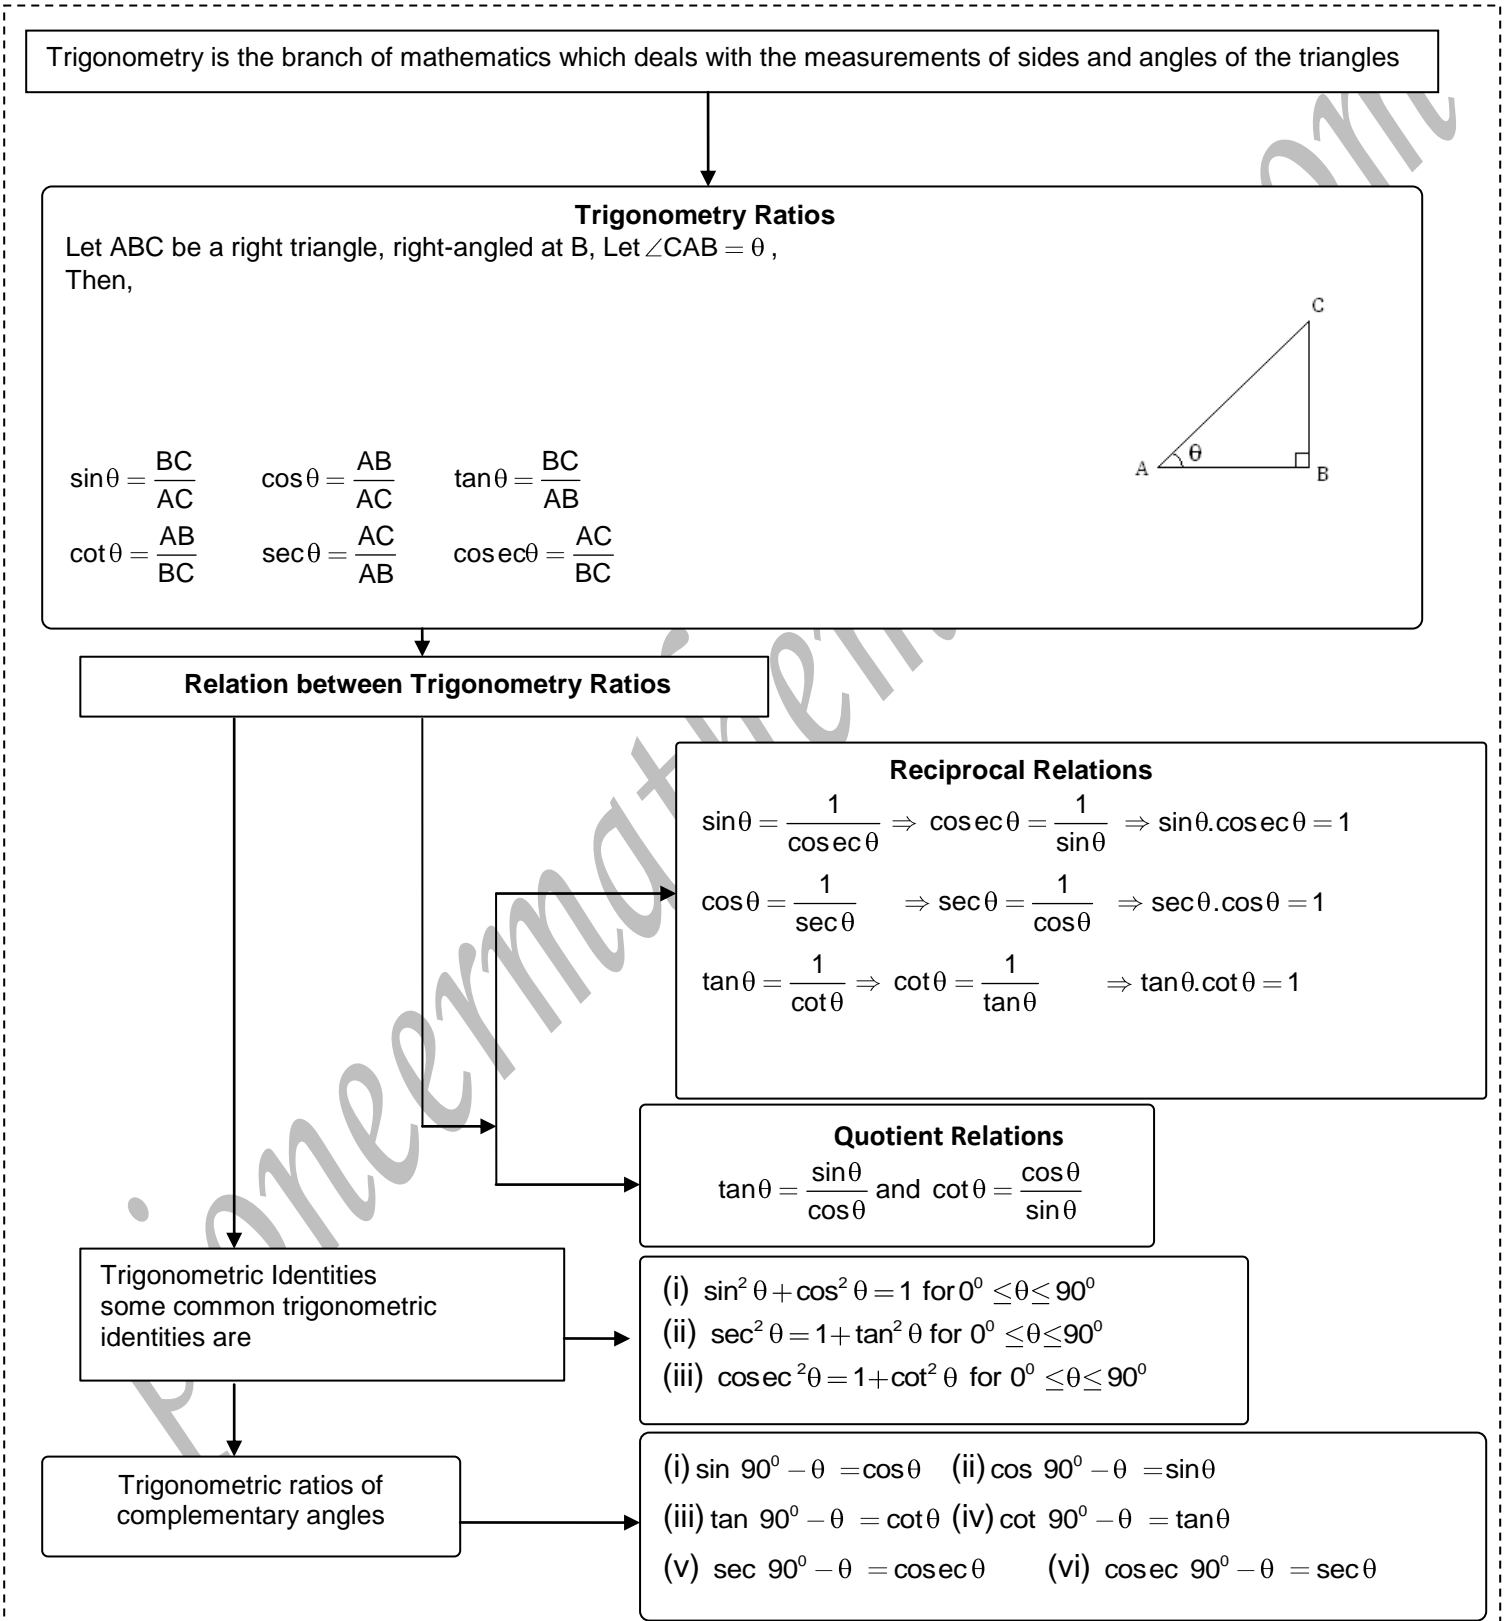 Trigonometry is the branch of mathematics which deals with the measurements of sides and angles of the triangles
Trigonometry Ratios
Let ABC be a right triangle, right-angled at B, Let ∠CAB = θ ,
Then,
C
A θ B
sinθ = BC/AC cosθ = AB/AC tanθ = BC/AB
cotθ = AB/BC secθ = AC/AB cosecθ = AC/BC
Relation between Trigonometry Ratios
Reciprocal Relations
sinθ = 1/cosecθ ⇒ cosecθ = 1/sinθ ⇒ sinθ.cosecθ = 1
cosθ = 1/secθ ⇒ secθ = 1/cosθ ⇒ secθ.cosθ = 1
tanθ = 1/cotθ ⇒ cotθ = 1/tanθ ⇒ tanθ.cotθ = 1
Quotient Relations
tanθ = sinθ/cosθ and cotθ = cosθ/sinθ
Trigonometric Identities
some common trigonometric
identities are
(i) sin² θ + cos² θ = 1 for 0⁰ ≤θ≤ 90⁰
(ii) sec² θ = 1 + tan² θ for 0⁰ ≤θ≤ 90⁰
(iii) cosec ²θ = 1 + cot² θ for 0⁰ ≤θ≤ 90⁰
Trigonometric ratios of
complementary angles
(i) sin 90⁰ − θ = cosθ (ii) cos 90⁰ − θ = sinθ
(iii) tan 90⁰ − θ = cotθ (iv) cot 90⁰ − θ = tanθ
(v) sec 90⁰ − θ = cosecθ (vi) cosec 90⁰ − θ = secθ